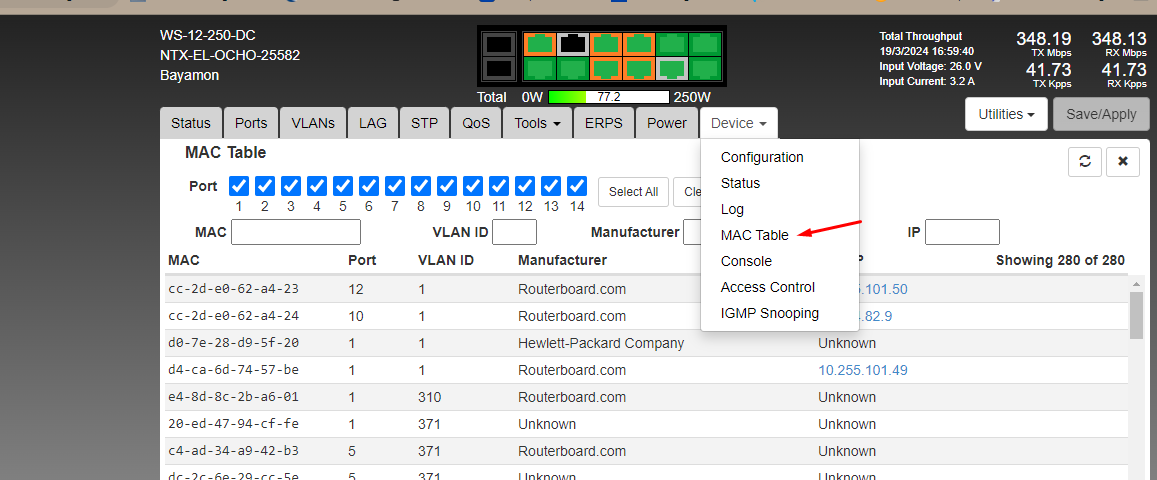 WS-12-250-DC
NTX-EL-OCHO-25582
Bayamon
Total 0W 77.2 250W
Total Throughput
19/3/2024 16:59:40
Input Voltage: 26.0 V
Input Current: 3.2 A
348.19 348.13
TX Mbps RX Mbps
41.73 41.73
TX Kpps RX Kpps
Status Ports VLANs LAG STP QoS Tools ERPS Power Device Utilities Save/Apply
MAC Table
Configuration
Status
Log
MAC Table
Console
Access Control
IGMP Snooping
Port 1 2 3 4 5 6 7 8 9 10 11 12 13 14 Select All
MAC VLAN ID Manufacturer IP
MAC Port VLAN ID Manufacturer Showing 280 of 280
cc-2d-e0-62-a4-23 12 1 Routerboard.com .101.50
cc-2d-e0-62-a4-24 10 1 Routerboard.com .82.9
d0-7e-28-d9-5f-20 1 1 Hewlett-Packard Company Unknown
d4-ca-6d-74-57-be 1 1 Routerboard.com 10.255.101.49
e4-8d-8c-2b-a6-01 1 310 Routerboard.com Unknown
20-ed-47-94-cf-fe 1 371 Unknown Unknown
c4-ad-34-a9-42-b3 5 371 Routerboard.com Unknown
dc-2c-6e-29-cc-5e 5 371 Unknown Unknown